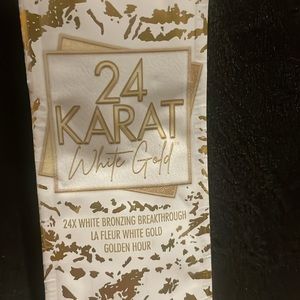 24
KARAT
White Gold
24X WHITE BRONZING BREAKTHROUGH
LA FLEUR WHITE GOLD
GOLDEN HOUR